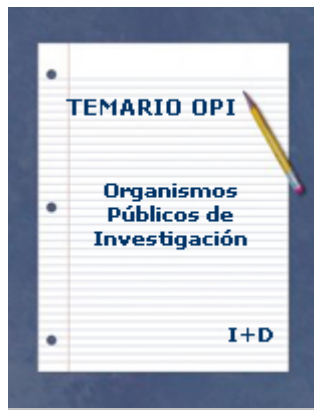 TEMARIO OPI
Organismos
Públicos de
Investigación
I+D